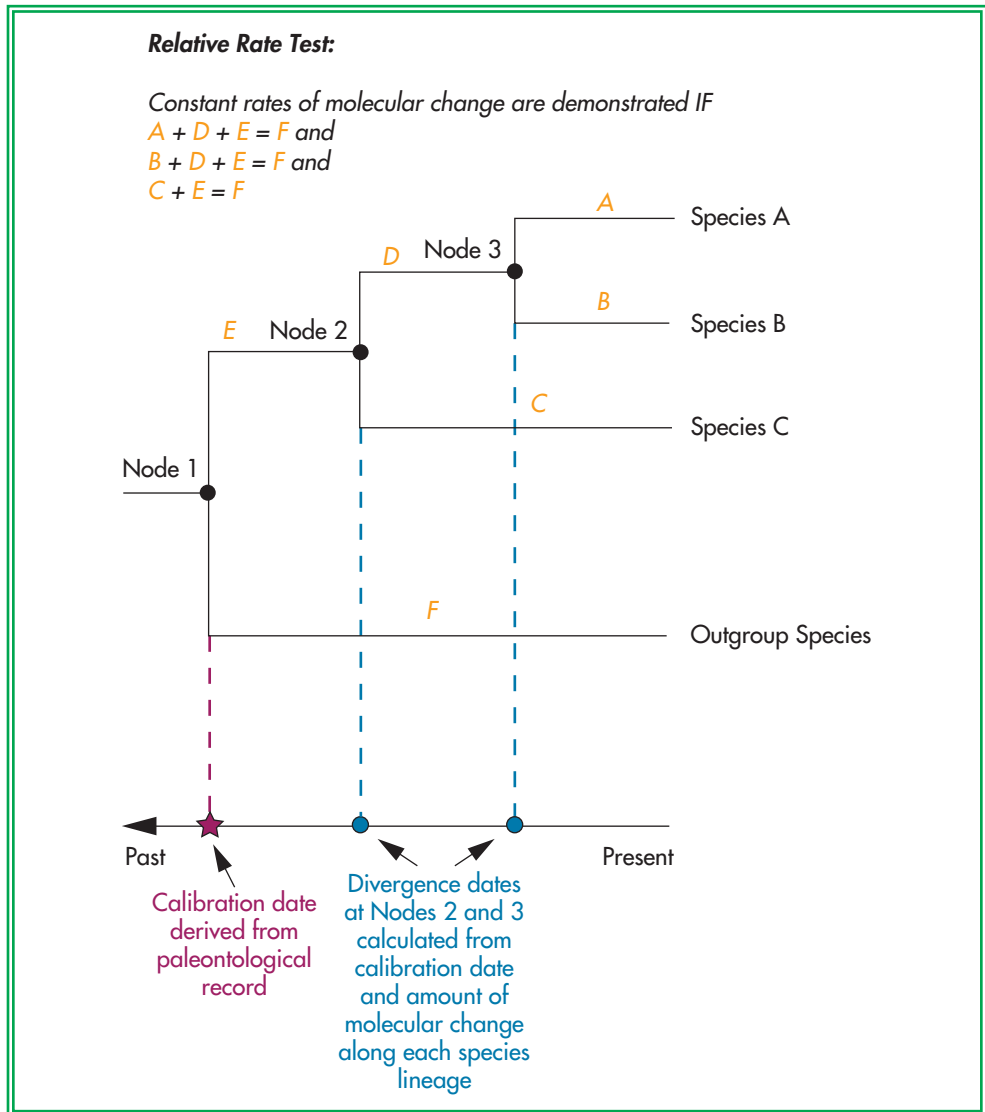 Relative Rate Test:
Constant rates of molecular change are demonstrated IF
A + D + E = F and
B + D + E = F and
C + E = F
A
Species A
Node 3
D
B
Species B
E
Node 2
C
Species C
Node 1
F
Outgroup Species
Past
Present
Calibration date
derived from
paleontological
record
Divergence dates
at Nodes 2 and 3
calculated from
calibration date
and amount of
molecular change
along each species
lineage